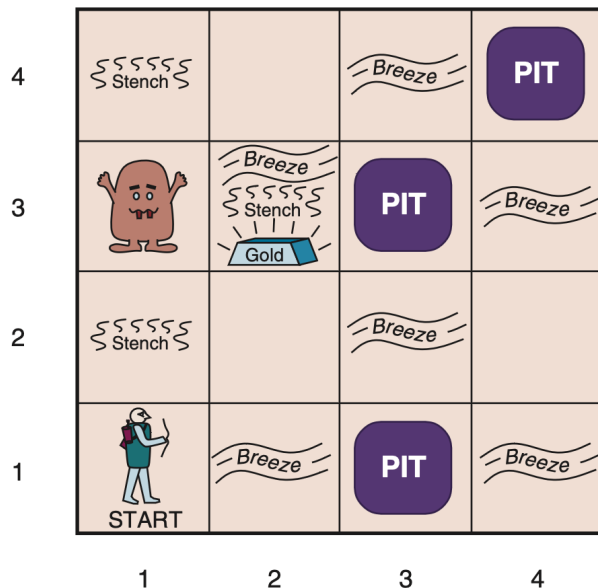 4
Stench
Breeze
PIT
3
Breeze
Stench
Gold
PIT
Breeze
2
Stench
Breeze
1
START
Breeze
PIT
Breeze
1 2 3 4